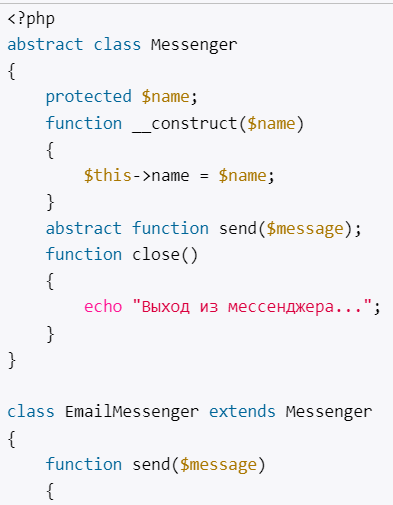 <?php
abstract class Messenger
{
    protected $name;
    function __construct($name)
    {
        $this->name = $name;
    }
    abstract function send($message);
    function close()
    {
        echo "Выход из мессенджера...";
    }
}

class EmailMessenger extends Messenger
{
    function send($message)
    {